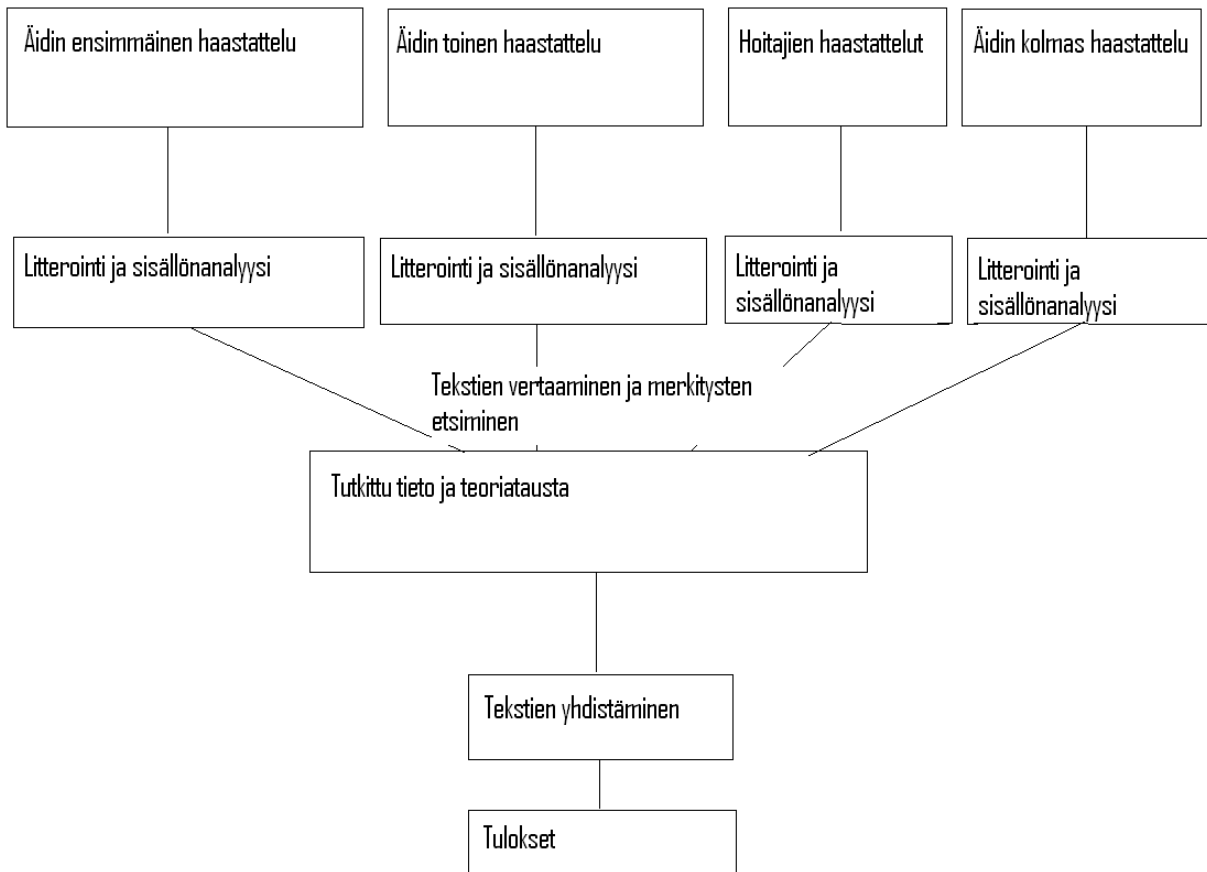 Äidin ensimmäinen haastattelu
Äidin toinen haastattelu
Hoitajien haastattelut
Äidin kolmas haastattelu
Litterointi ja sisällönanalyysi
Litterointi ja sisällönanalyysi
Litterointi ja
sisällönanalyysi
Litterointi ja
sisällönanalyysi
Tekstien vertaaminen ja merkitysten
etsiminen
Tutkittu tieto ja teoriatausta
Tekstien yhdistäminen
Tulokset